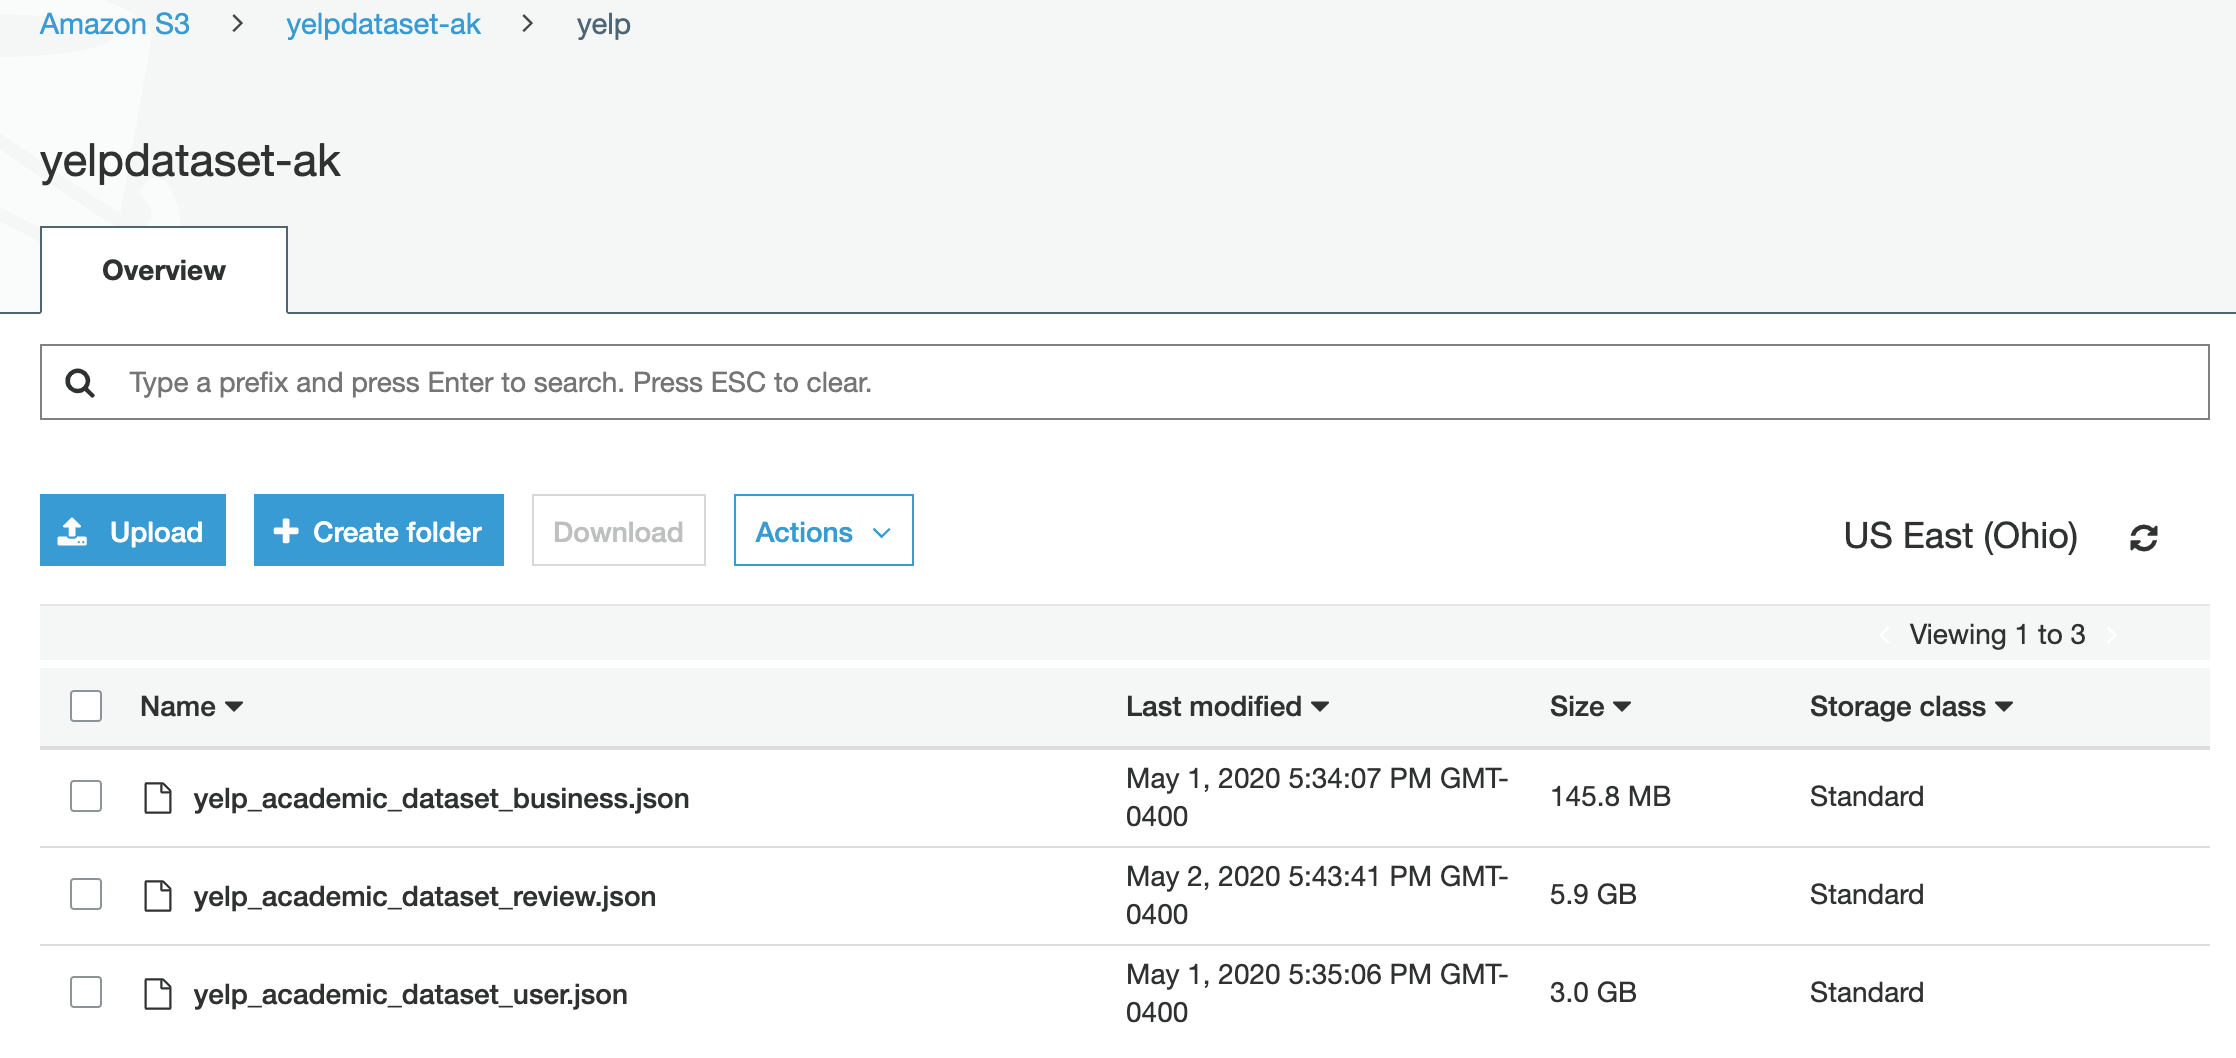 Amazon S3 > yelpdataset-ak > yelp
yelpdataset-ak
Overview
Type a prefix and press Enter to search. Press ESC to clear.
Upload Create folder Download Actions US East (Ohio)
Viewing 1 to 3
Name Last modified Size Storage class
yelp_academic_dataset_business.json May 1, 2020 5:34:07 PM GMT-0400 145.8 MB Standard
yelp_academic_dataset_review.json May 2, 2020 5:43:41 PM GMT-0400 5.9 GB Standard
yelp_academic_dataset_user.json May 1, 2020 5:35:06 PM GMT-0400 3.0 GB Standard